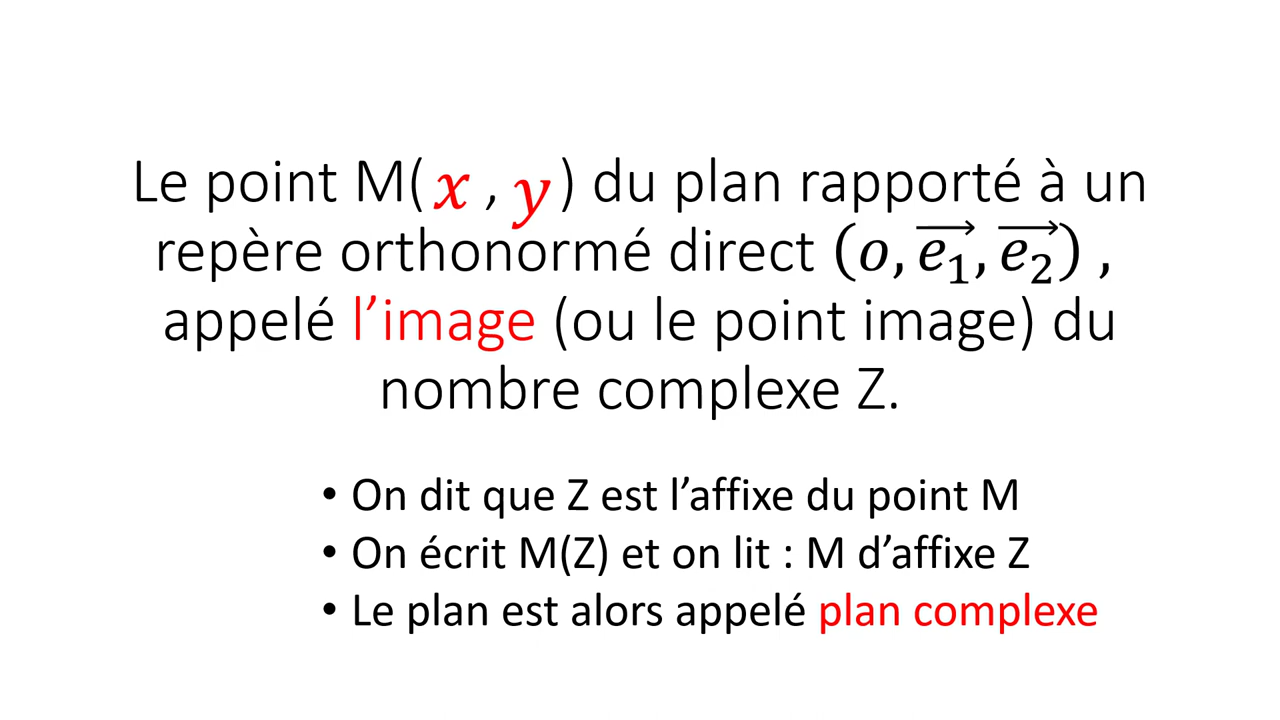 Le point M( x , y ) du plan rapporté à un
repère orthonormé direct (o, e₁⃗, e₂⃗) ,
appelé l’image (ou le point image) du
nombre complexe Z.
• On dit que Z est l’affixe du point M
• On écrit M(Z) et on lit : M d’affixe Z
• Le plan est alors appelé plan complexe